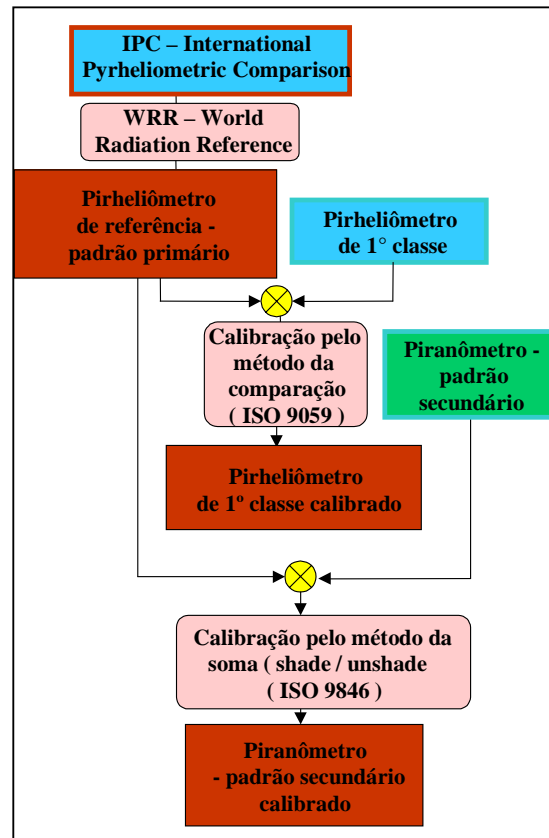 IPC – International
Pyrheliometric Comparison
WRR – World
Radiation Reference
Pirheliômetro
de referência -
padrão primário
Pirheliômetro
de 1° classe
Calibração pelo
método da
comparação
( ISO 9059 )
Piranômetro -
padrão
secundário
Pirheliômetro
de 1º classe calibrado
Calibração pelo método da
soma ( shade / unshade
( ISO 9846 )
Piranômetro
- padrão secundário
calibrado